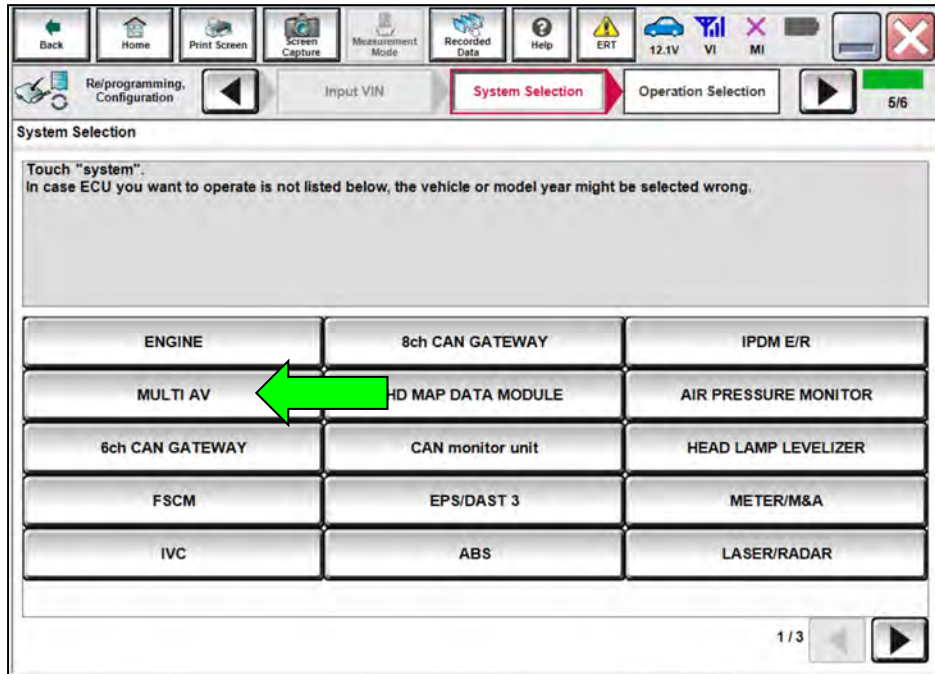 Back
Home
Print Screen
Screen Capture
Measurement Mode
Recorded Data
Help
ERT
12.1V
VI
MI
Re/programming, Configuration
Input VIN
System Selection
Operation Selection
5/6
System Selection
Touch "system".
In case ECU you want to operate is not listed below, the vehicle or model year might be selected wrong.
ENGINE
8ch CAN GATEWAY
IPDM E/R
MULTI AV
HD MAP DATA MODULE
AIR PRESSURE MONITOR
6ch CAN GATEWAY
CAN monitor unit
HEAD LAMP LEVELIZER
FSCM
EPS/DAST 3
METER/M&A
IVC
ABS
LASER/RADAR
1/3